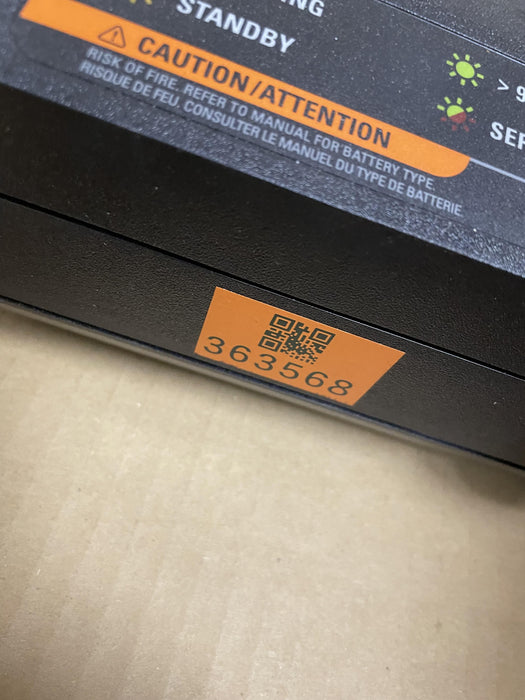 STANDBY
CAUTION/ATTENTION
RISK OF FIRE. REFER TO MANUAL FOR BATTERY TYPE.
RISQUE DE FEU. CONSULTER LE MANUEL DU TYPE DE BATTERIE
363568